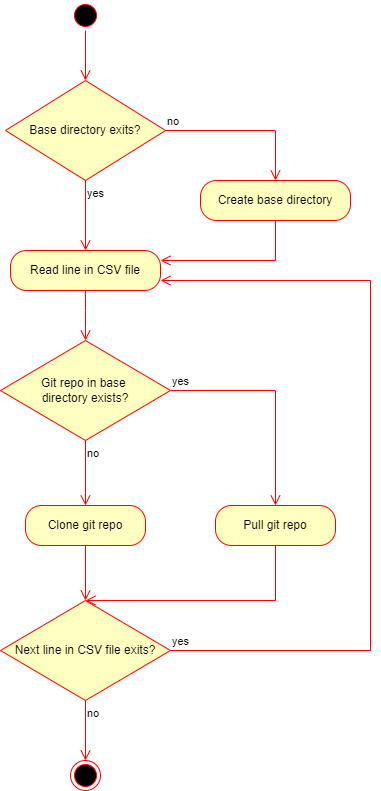 Base directory exits?
no
yes
Create base directory
Read line in CSV file
Git repo in base
directory exists?
yes
no
Clone git repo
Pull git repo
Next line in CSV file exits?
yes
no